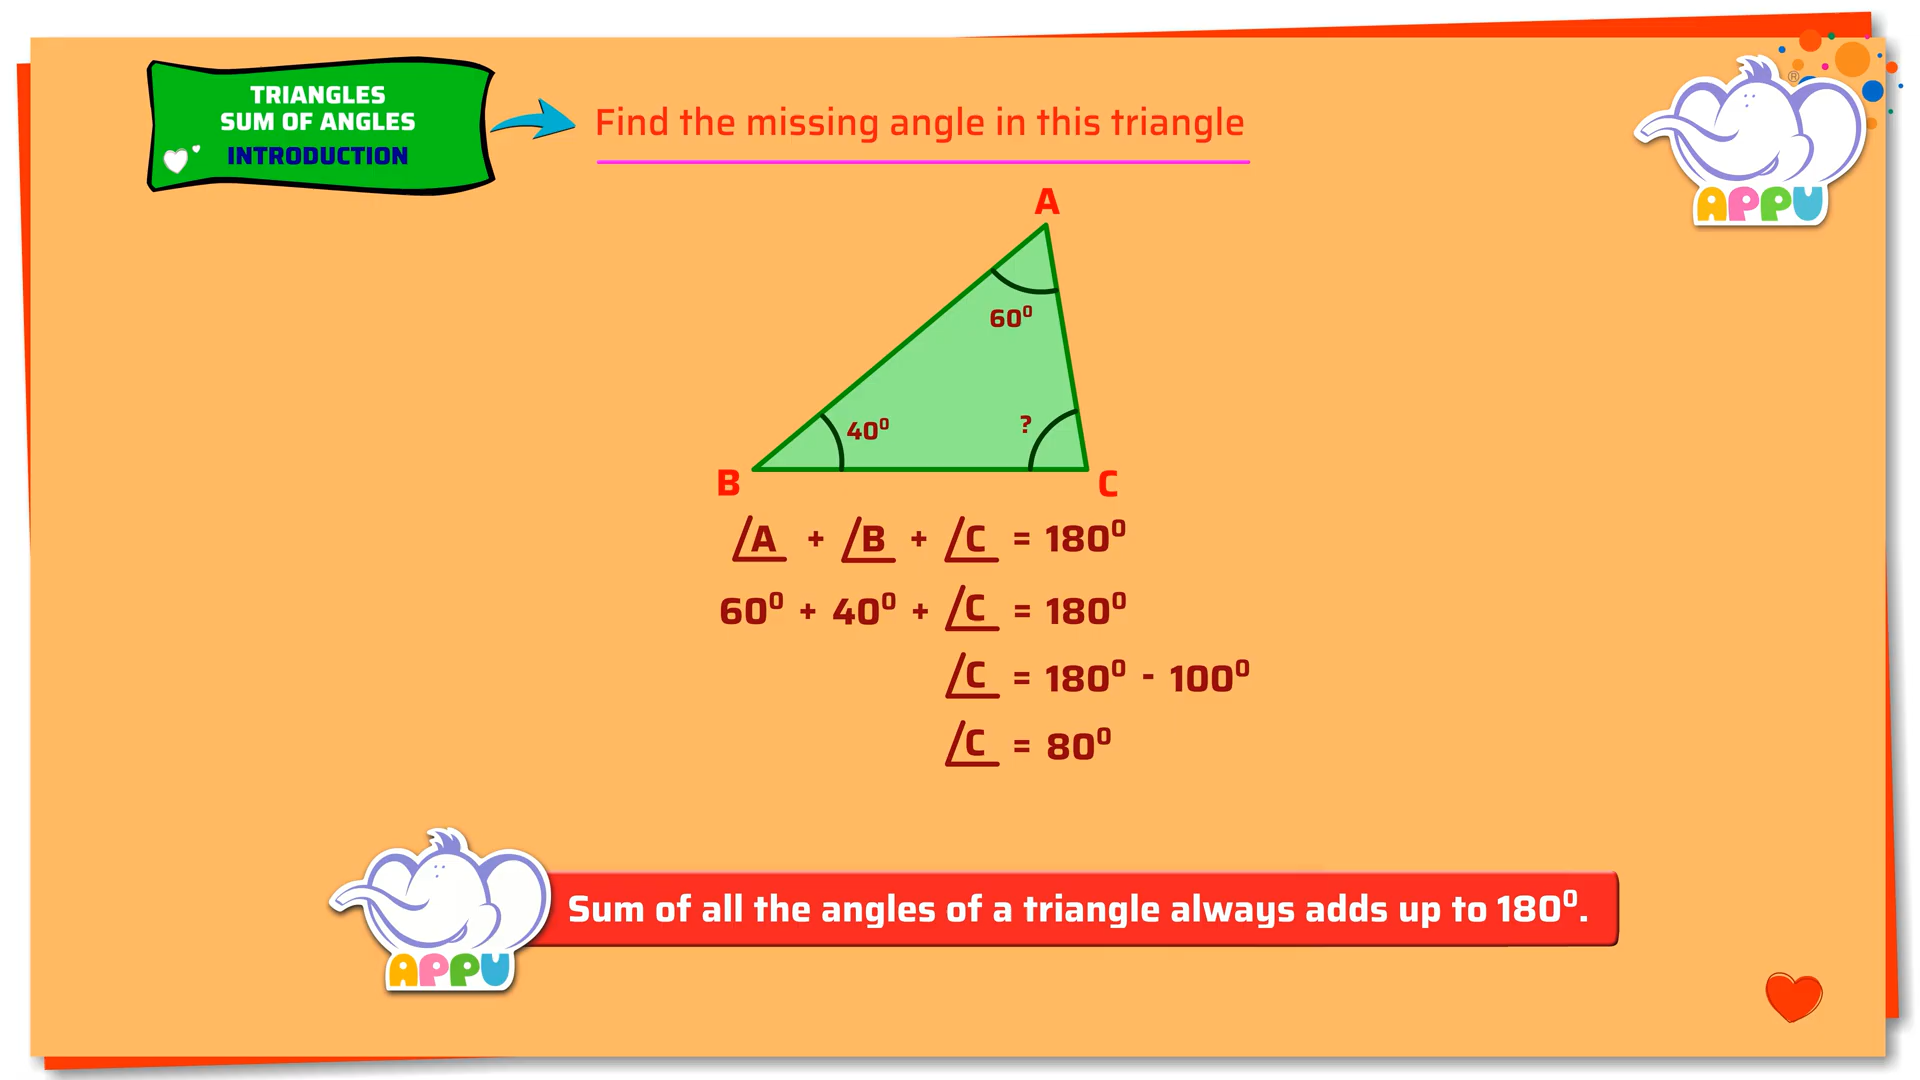 TRIANGLES
SUM OF ANGLES
INTRODUCTION
Find the missing angle in this triangle
®
APPU
A
60⁰
40⁰
?
B
C
∠A + ∠B + ∠C = 180⁰
60⁰ + 40⁰ + ∠C = 180⁰
∠C = 180⁰ - 100⁰
∠C = 80⁰
Sum of all the angles of a triangle always adds up to 180⁰.
APPU